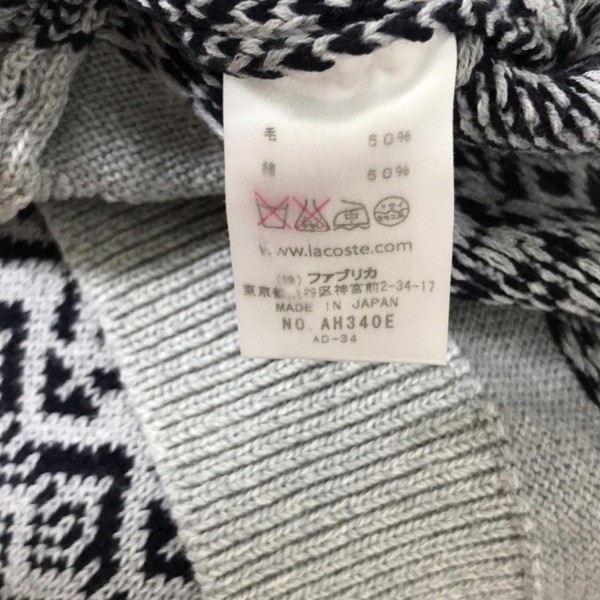 毛 50%
綿 50%
中
www.lacoste.com
(株)ファブリカ
東京都 谷区神宮前2-34-17
MADE IN JAPAN
NO. AH340E
AD-34